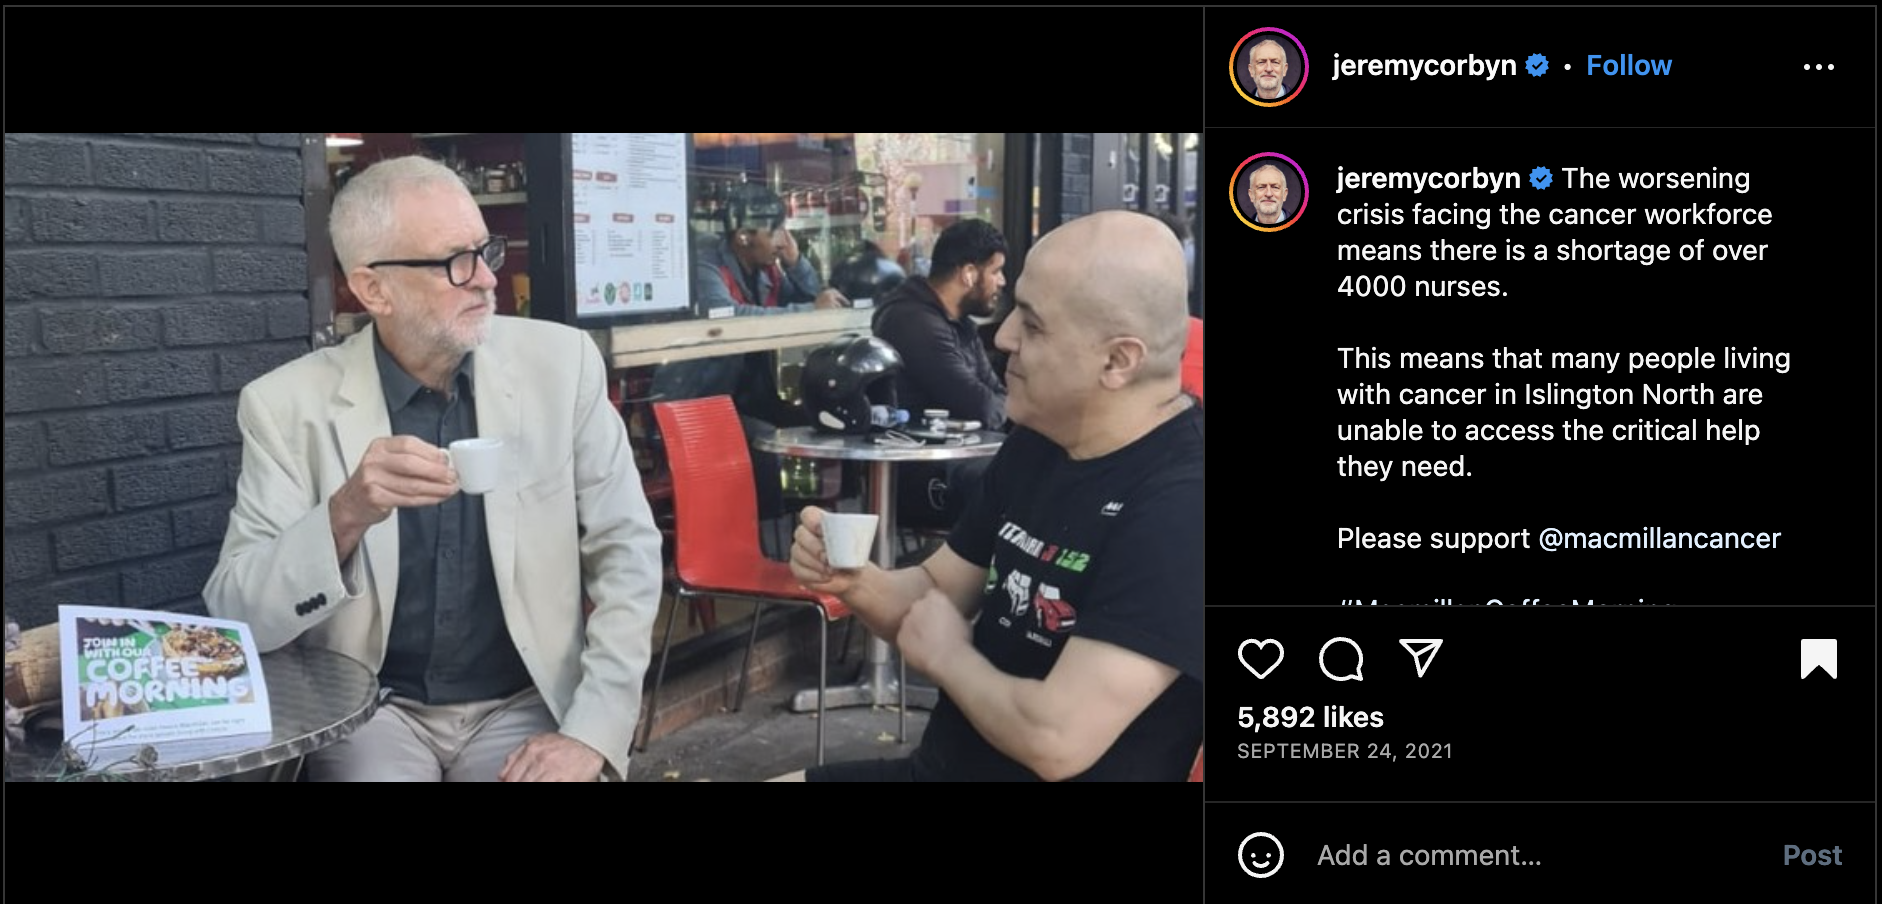 jeremycorbyn • Follow
jeremycorbyn The worsening
crisis facing the cancer workforce
means there is a shortage of over
4000 nurses.
This means that many people living
with cancer in Islington North are
unable to access the critical help
they need.
Please support @macmillancancer
#MacmillanCoffeeMorning
5,892 likes
SEPTEMBER 24, 2021
Add a comment...
Post
JOIN IN
WITH OUR
COFFEE
MORNING